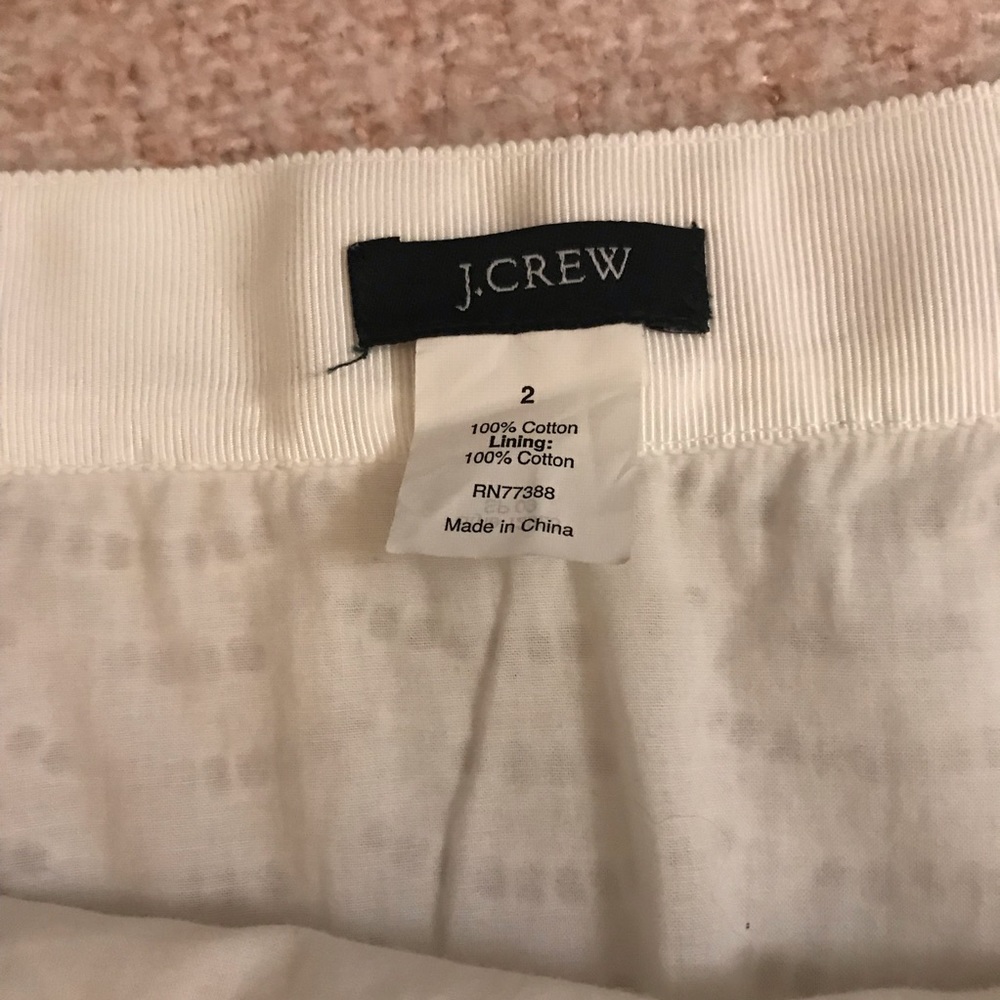 J.CREW
2
100% Cotton
Lining:
100% Cotton
RN77388
Made in China